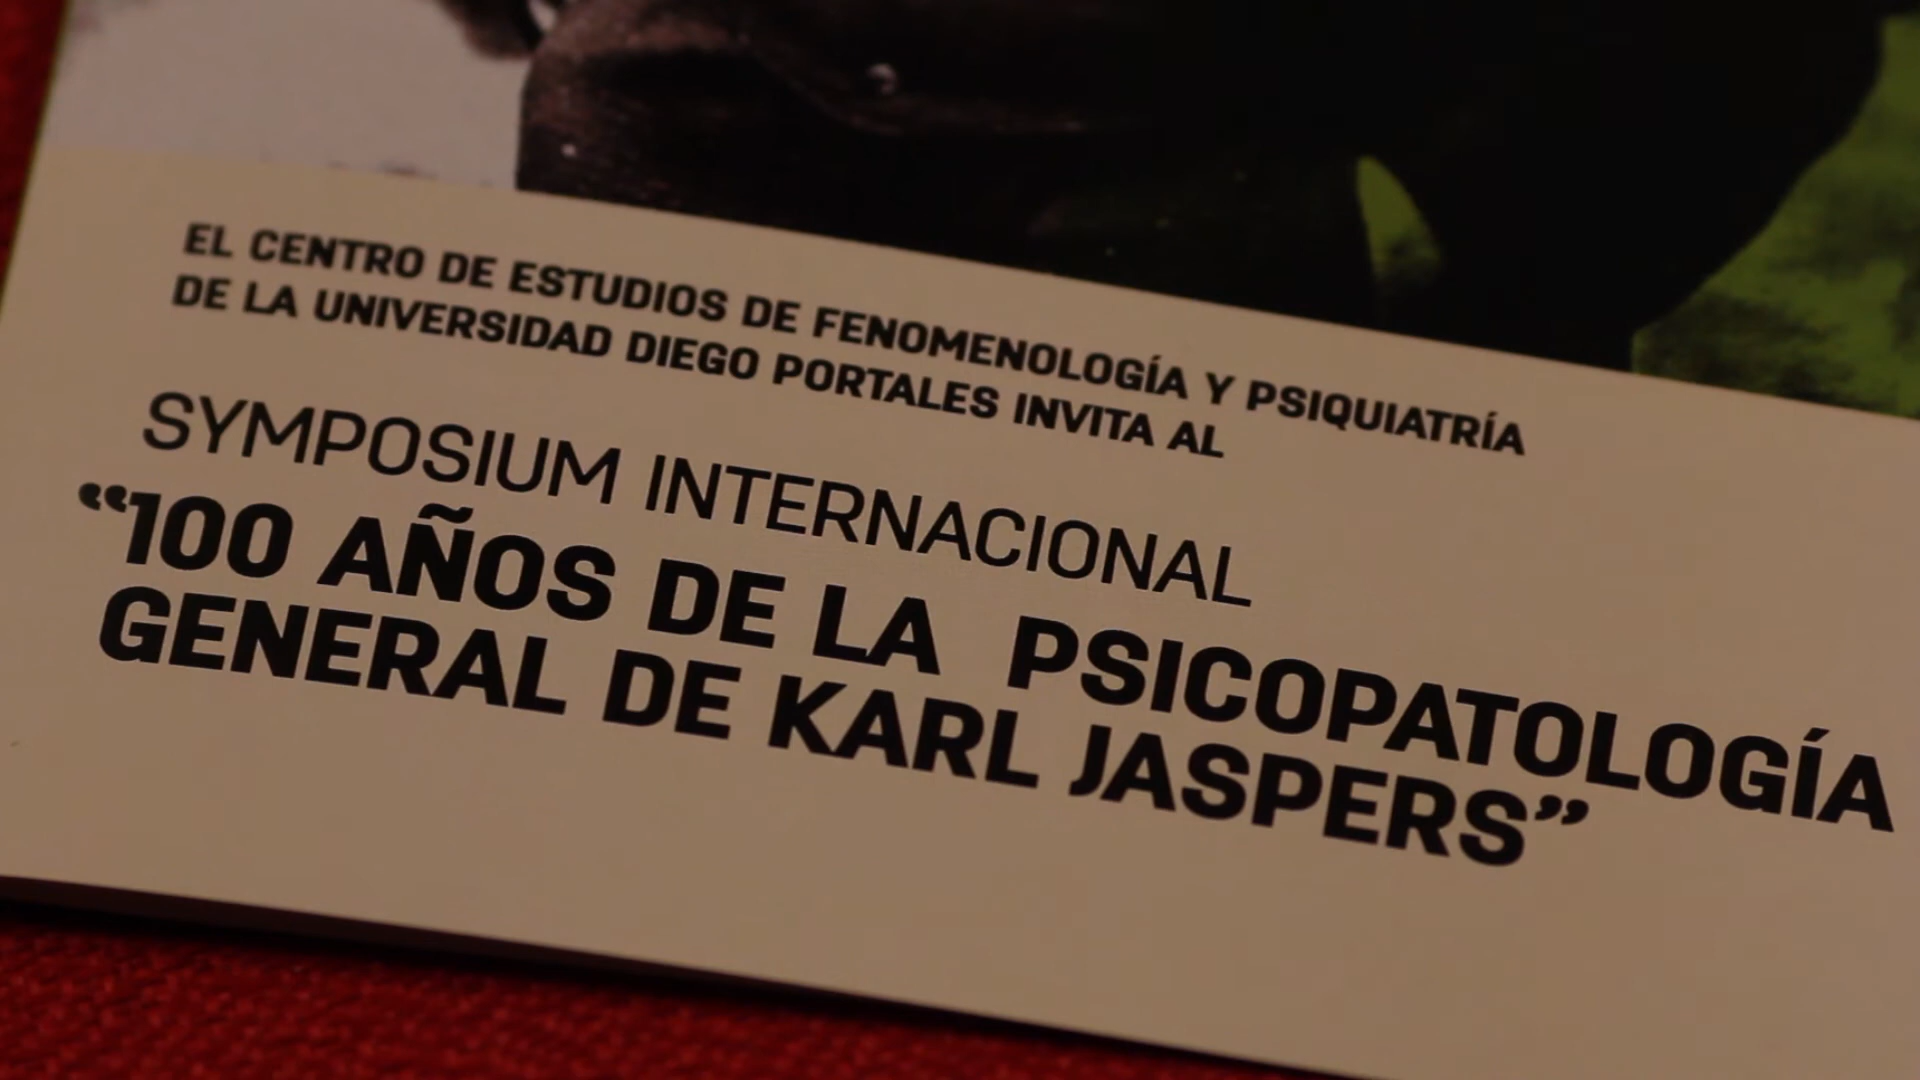 EL CENTRO DE ESTUDIOS DE FENOMENOLOGÍA Y PSIQUIATRÍA
DE LA UNIVERSIDAD DIEGO PORTALES INVITA AL
SYMPOSIUM INTERNACIONAL
“100 AÑOS DE LA PSICOPATOLOGÍA
GENERAL DE KARL JASPERS”